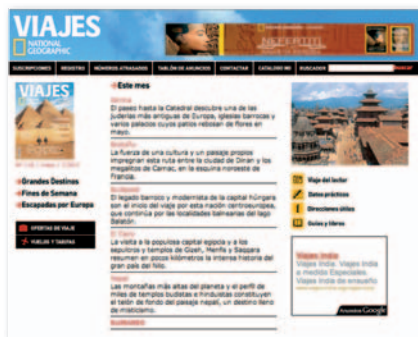 VIAJES
NATIONAL
GEOGRAPHIC
NEFERTITI
SUSCRIPCIONES REGISTRO NÚMEROS ATRASADOS TABLÓN DE ANUNCIOS CONTACTAR CATALOGO NG BUSCADOR
VIAJES
Este mes
Girona
El paseo hasta la Catedral descubre una de las
juderías más antiguas de Europa, iglesias barrocas y
varios palacios cuyos patios rebosan de flores en
mayo.
Bretaña
La fuerza de una cultura y un paisaje propios
impregnan esta ruta entre la ciudad de Dinan y los
megalitos de Carnac, en la esquina noroeste de
Francia.
Budapest
El legado barroco y modernista de la capital húngara
son el inicio del viaje por esta nación centroeuropea,
que continúa por las localidades balnearias del lago
Balatón.
El Cairo
La visita a la populosa capital egipcia y a los
sepulcros y templos de Gizeh, Menfis y Saqqara
resumen en pocos kilómetros la intensa historia del
gran país del Nilo.
Nepal
Las montañas más altas del planeta y el perfil de
miles de templos budistas e hinduistas constituyen
el telón de fondo del paisaje nepalí, un destino lleno
de misticismo.
SUMARIO
Grandes Destinos
Fines de Semana
Escapadas por Europa
OFERTAS DE VIAJE
VUELOS Y TARIFAS
Viaje del lector
Datos prácticos
Direcciones útiles
Guías y libros
Viajes India
Viajes India. Viajes India
a medida Especiales.
Viajes India de ensueño
Anuncios Google